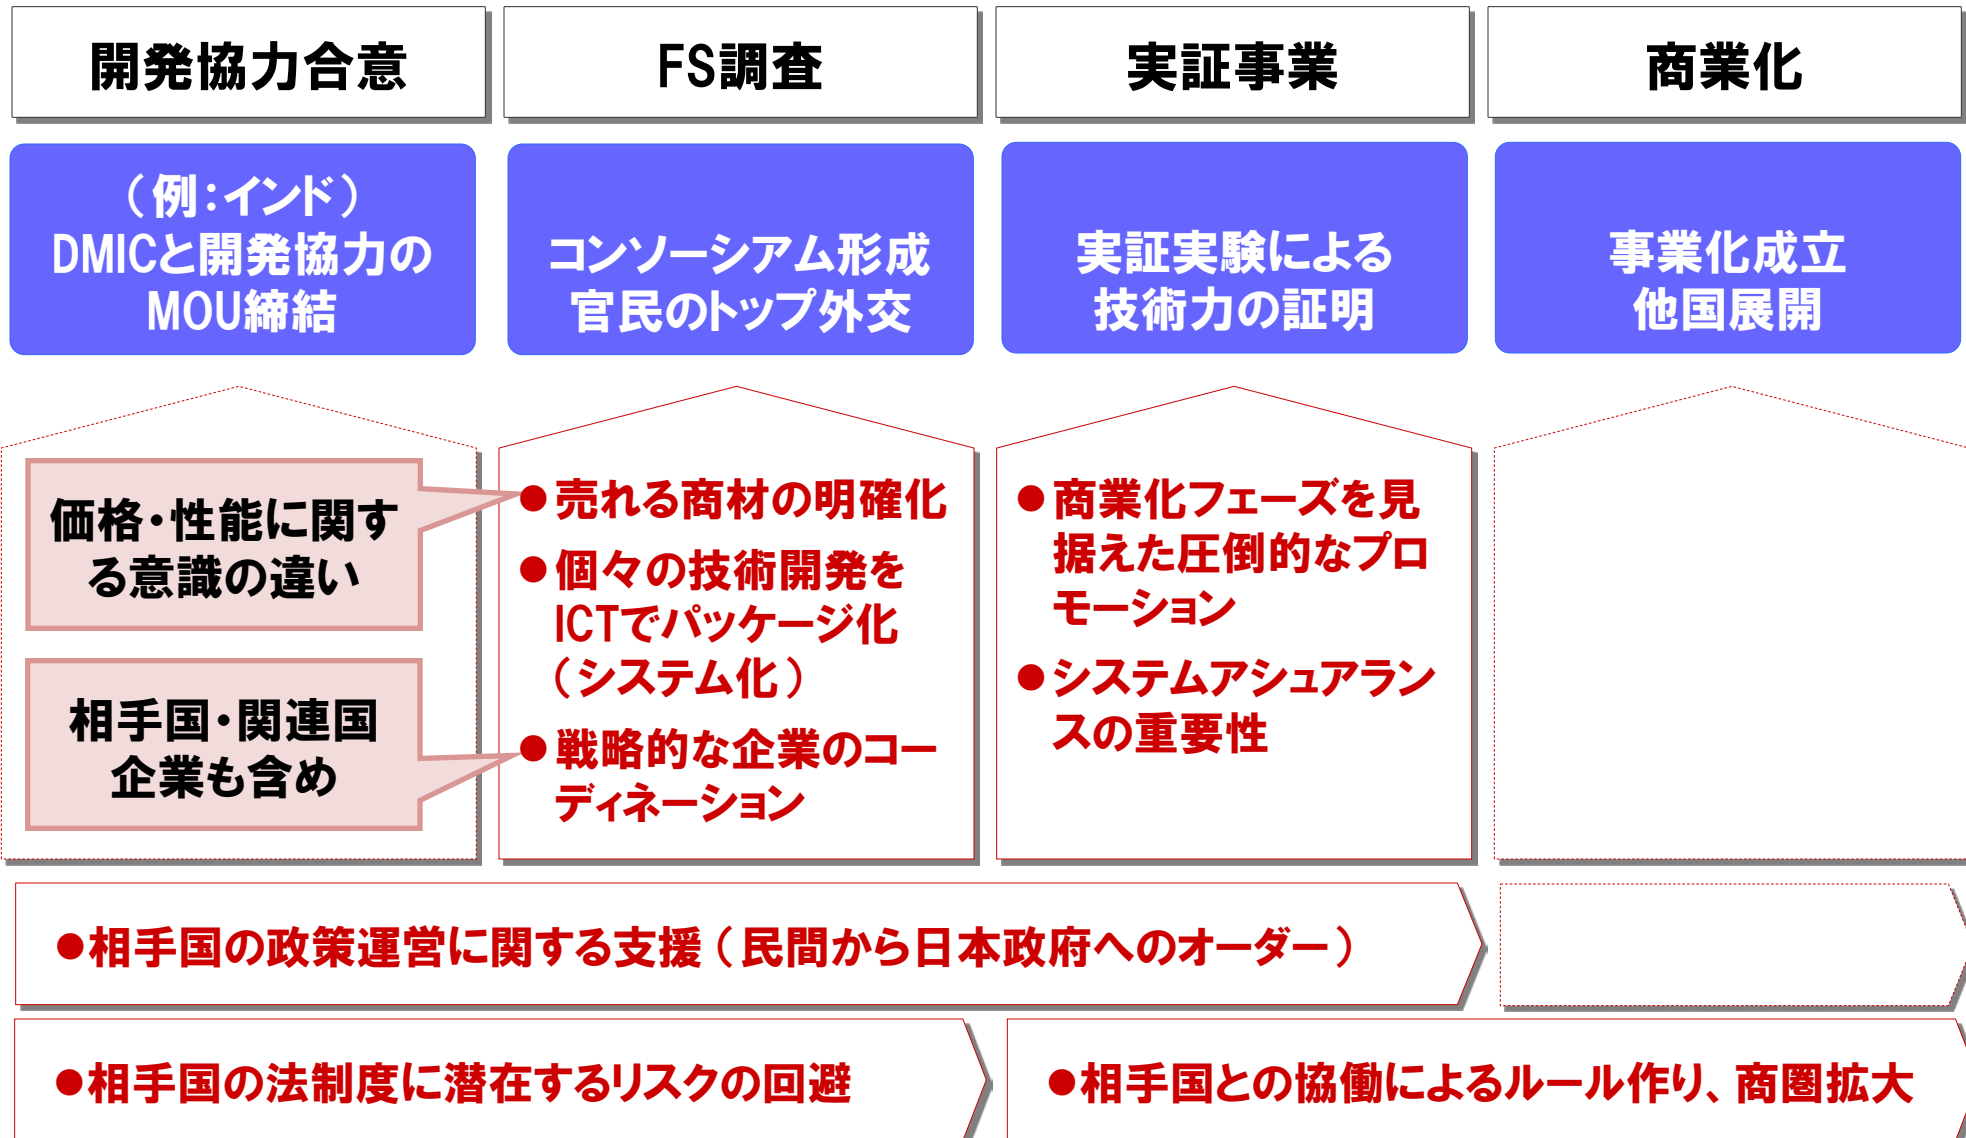 開発協力合意
FS調査
実証事業
商業化
（例：インド）
DMICと開発協力の
MOU締結
コンソーシアム形成
官民のトップ外交
実証実験による
技術力の証明
事業化成立
他国展開
価格・性能に関す
る意識の違い
相手国・関連国
企業も含め
●売れる商材の明確化
●個々の技術開発を
ICTでパッケージ化
（システム化）
●戦略的な企業のコー
ディネーション
●商業化フェーズを見
据えた圧倒的なプロ
モーション
●システムアシュアラン
スの重要性
●相手国の政策運営に関する支援（民間から日本政府へのオーダー）
●相手国の法制度に潜在するリスクの回避
●相手国との協働によるルール作り、商圏拡大